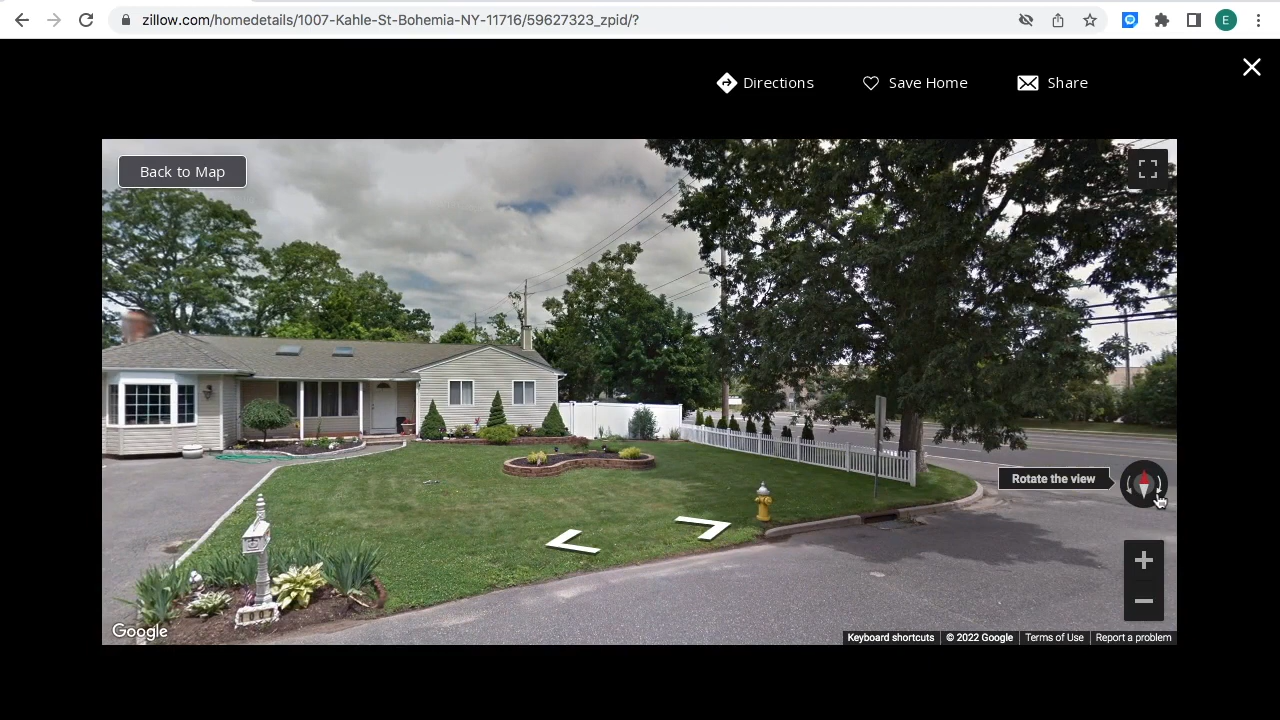 zillow.com/homedetails/1007-Kahle-St-Bohemia-NY-11716/59627323_zpid/?
E
Directions
Save Home
Share
Back to Map
Rotate the view
Google
Keyboard shortcuts
© 2022 Google
Terms of Use
Report a problem